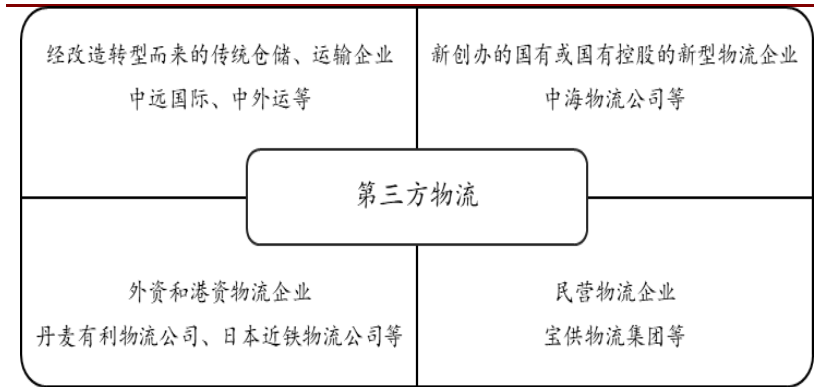 经改造转型而来的传统仓储、运输企业
中远国际、中外运等
新创办的国有或国有控股的新型物流企业
中海物流公司等
第三方物流
外资和港资物流企业
丹麦有利物流公司、日本近铁物流公司等
民营物流企业
宝供物流集团等